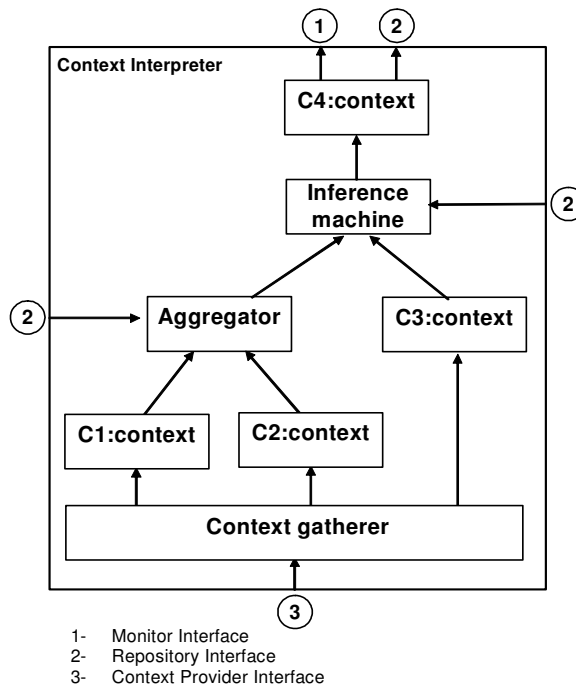 1
2
Context Interpreter
C4:context
Inference
machine
2
2
Aggregator
C3:context
C1:context
C2:context
Context gatherer
3
1- Monitor Interface
2- Repository Interface
3- Context Provider Interface